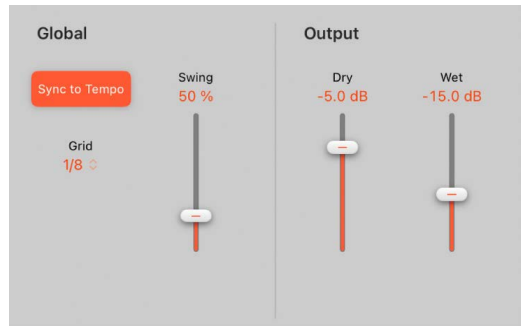 Global
Sync to Tempo
Grid
1/8
Swing
50 %
Output
Dry
-5.0 dB
Wet
-15.0 dB